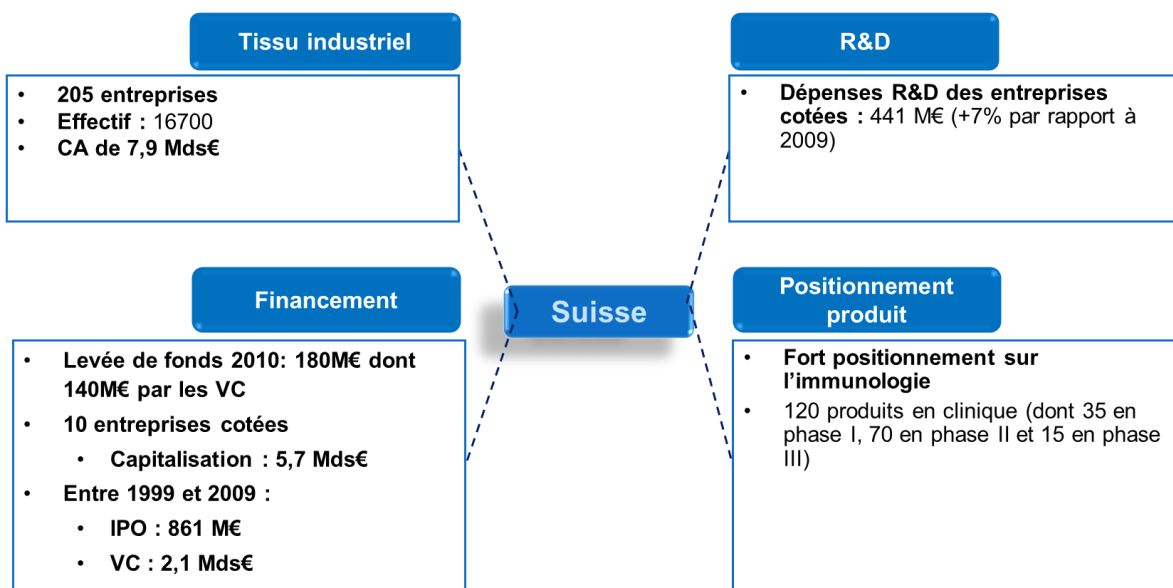 Tissu industriel
• 205 entreprises
• Effectif : 16700
• CA de 7,9 Mds€
R&D
• Dépenses R&D des entreprises
cotées : 441 M€ (+7% par rapport à
2009)
Suisse
Financement
• Levée de fonds 2010: 180M€ dont
140M€ par les VC
• 10 entreprises cotées
• Capitalisation : 5,7 Mds€
• Entre 1999 et 2009 :
• IPO : 861 M€
• VC : 2,1 Mds€
Positionnement
produit
• Fort positionnement sur
l’immunologie
• 120 produits en clinique (dont 35 en
phase I, 70 en phase II et 15 en phase
III)